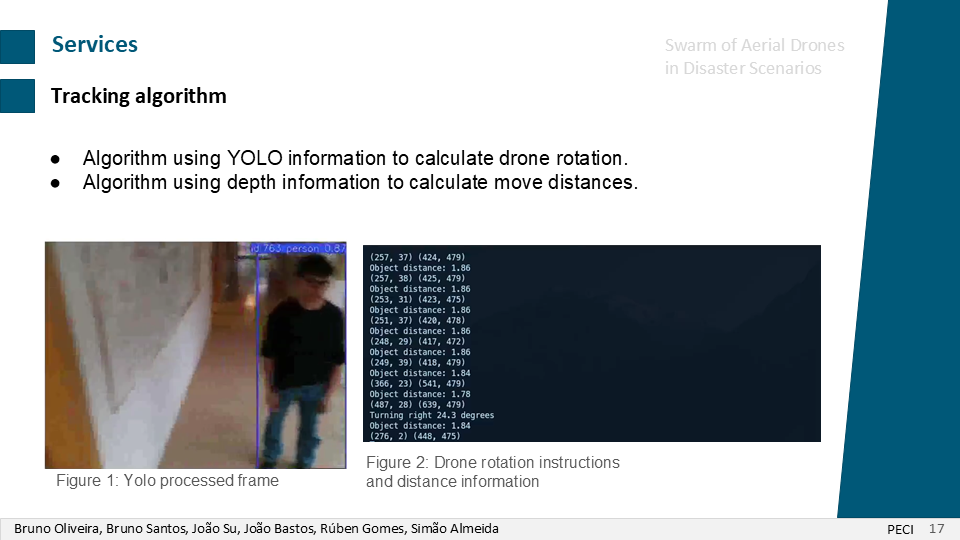 Services
Swarm of Aerial Drones
in Disaster Scenarios
Tracking algorithm
● Algorithm using YOLO information to calculate drone rotation.
● Algorithm using depth information to calculate move distances.
763 person 0.87
(257, 37) (424, 479)
Object distance: 1.86
(257, 38) (425, 479)
Object distance: 1.86
(253, 31) (423, 475)
Object distance: 1.86
(251, 37) (420, 478)
Object distance: 1.86
(248, 29) (417, 472)
Object distance: 1.86
(249, 39) (418, 479)
Object distance: 1.84
(366, 23) (541, 479)
Object distance: 1.78
(487, 28) (639, 479)
Turning right 24.3 degrees
Object distance: 1.84
(276, 2) (448, 475)
Figure 1: Yolo processed frame
Figure 2: Drone rotation instructions
and distance information
Bruno Oliveira, Bruno Santos, João Su, João Bastos, Rúben Gomes, Simão Almeida
PECI 17